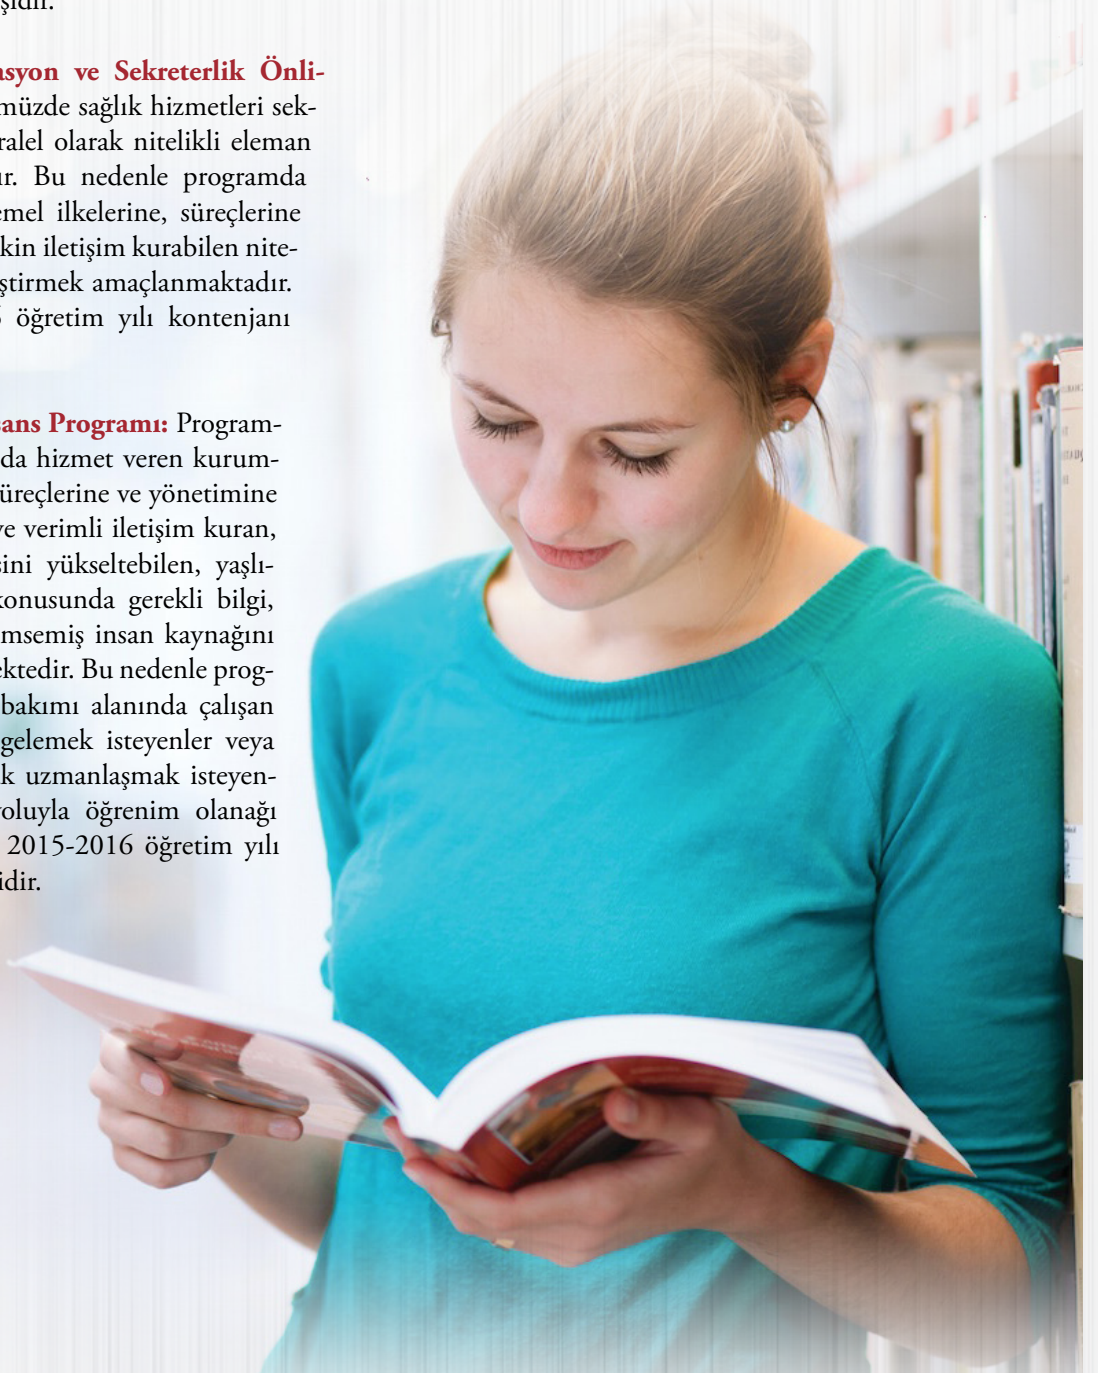 şıdır.
asyon ve Sekreterlik Önli-
müzde sağlık hizmetleri sek-
ralel olarak nitelikli eleman
ır. Bu nedenle programda
emel ilkelerine, süreçlerine
kin iletişim kurabilen nite-
ştirmek amaçlanmaktadır.
öğretim yılı kontenjanı
sans Programı: Program-
da hizmet veren kurum-
üreçlerine ve yönetimine
ve verimli iletişim kuran,
sini yükseltebilen, yaşlı-
konusunda gerekli bilgi,
msemiş insan kaynağını
ektedir. Bu nedenle prog-
bakımı alanında çalışan
gelemek isteyenler veya
k uzmanlaşmak isteyen-
yoluyla öğrenim olanağı
2015-2016 öğretim yılı
idir.